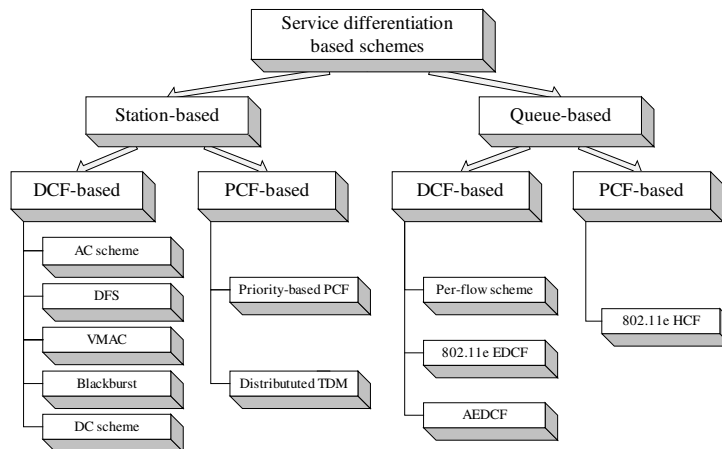 Service differentiation
based schemes
Station-based
Queue-based
DCF-based
PCF-based
DCF-based
PCF-based
AC scheme
DFS
VMAC
Blackburst
DC scheme
Priority-based PCF
Distribututed TDM
Per-flow scheme
802.11e EDCF
AEDCF
802.11e HCF